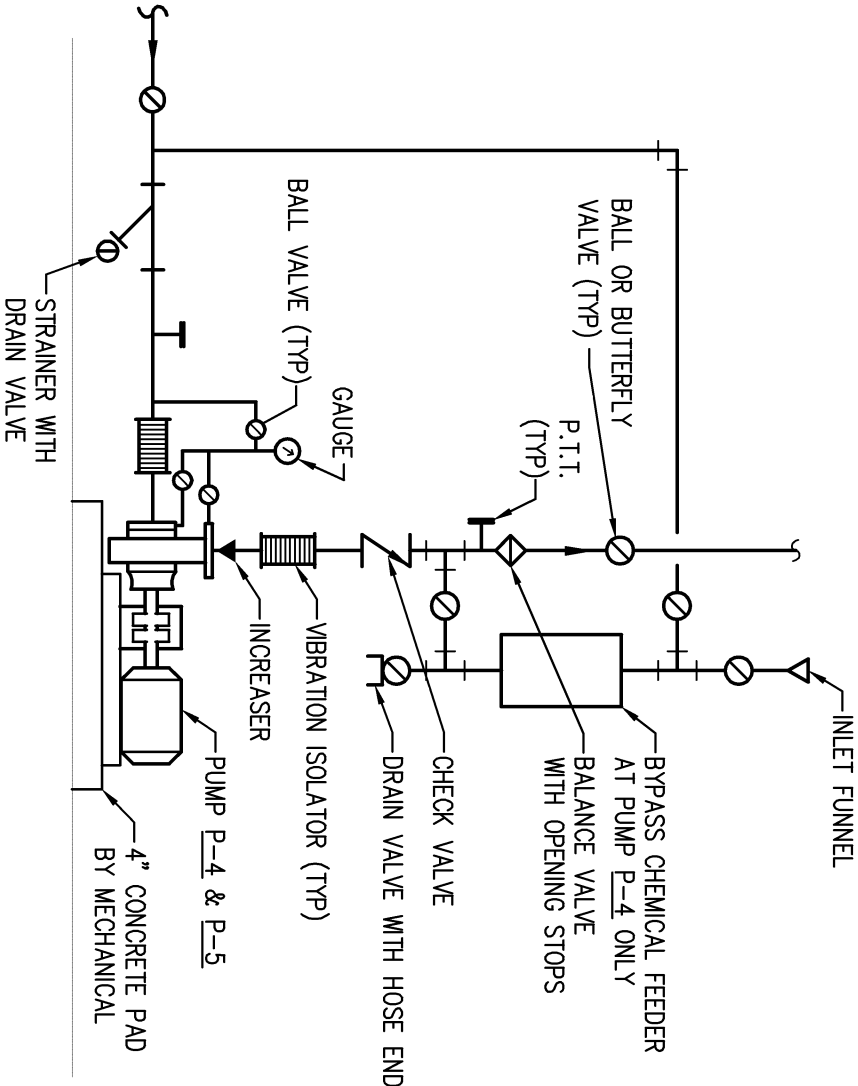 INLET FUNNEL
BYPASS CHEMICAL FEEDER
AT PUMP P-4 ONLY
BALANCE VALVE
WITH OPENING STOPS
CHECK VALVE
DRAIN VALVE WITH HOSE END
VIBRATION ISOLATOR (TYP)
INCREASER
PUMP P-4 & P-5
4" CONCRETE PAD
BY MECHANICAL
BALL OR BUTTERFLY
VALVE (TYP)
P.T.T.
(TYP)
GAUGE
BALL VALVE (TYP)
STRAINER WITH
DRAIN VALVE